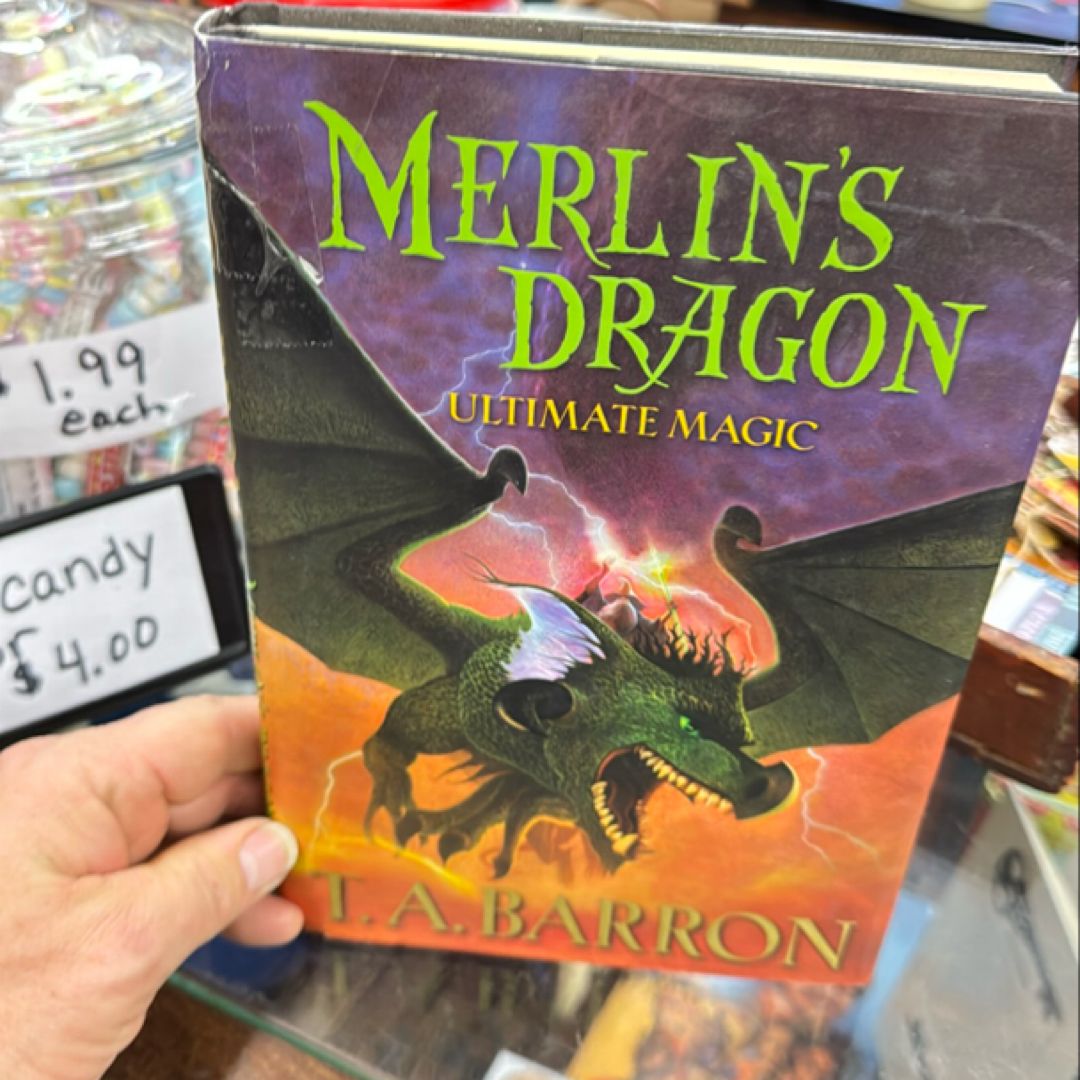 MERLIN'S
DRAGON
ULTIMATE MAGIC
T. A. BARRON
$1.99
each
candy
$4.00